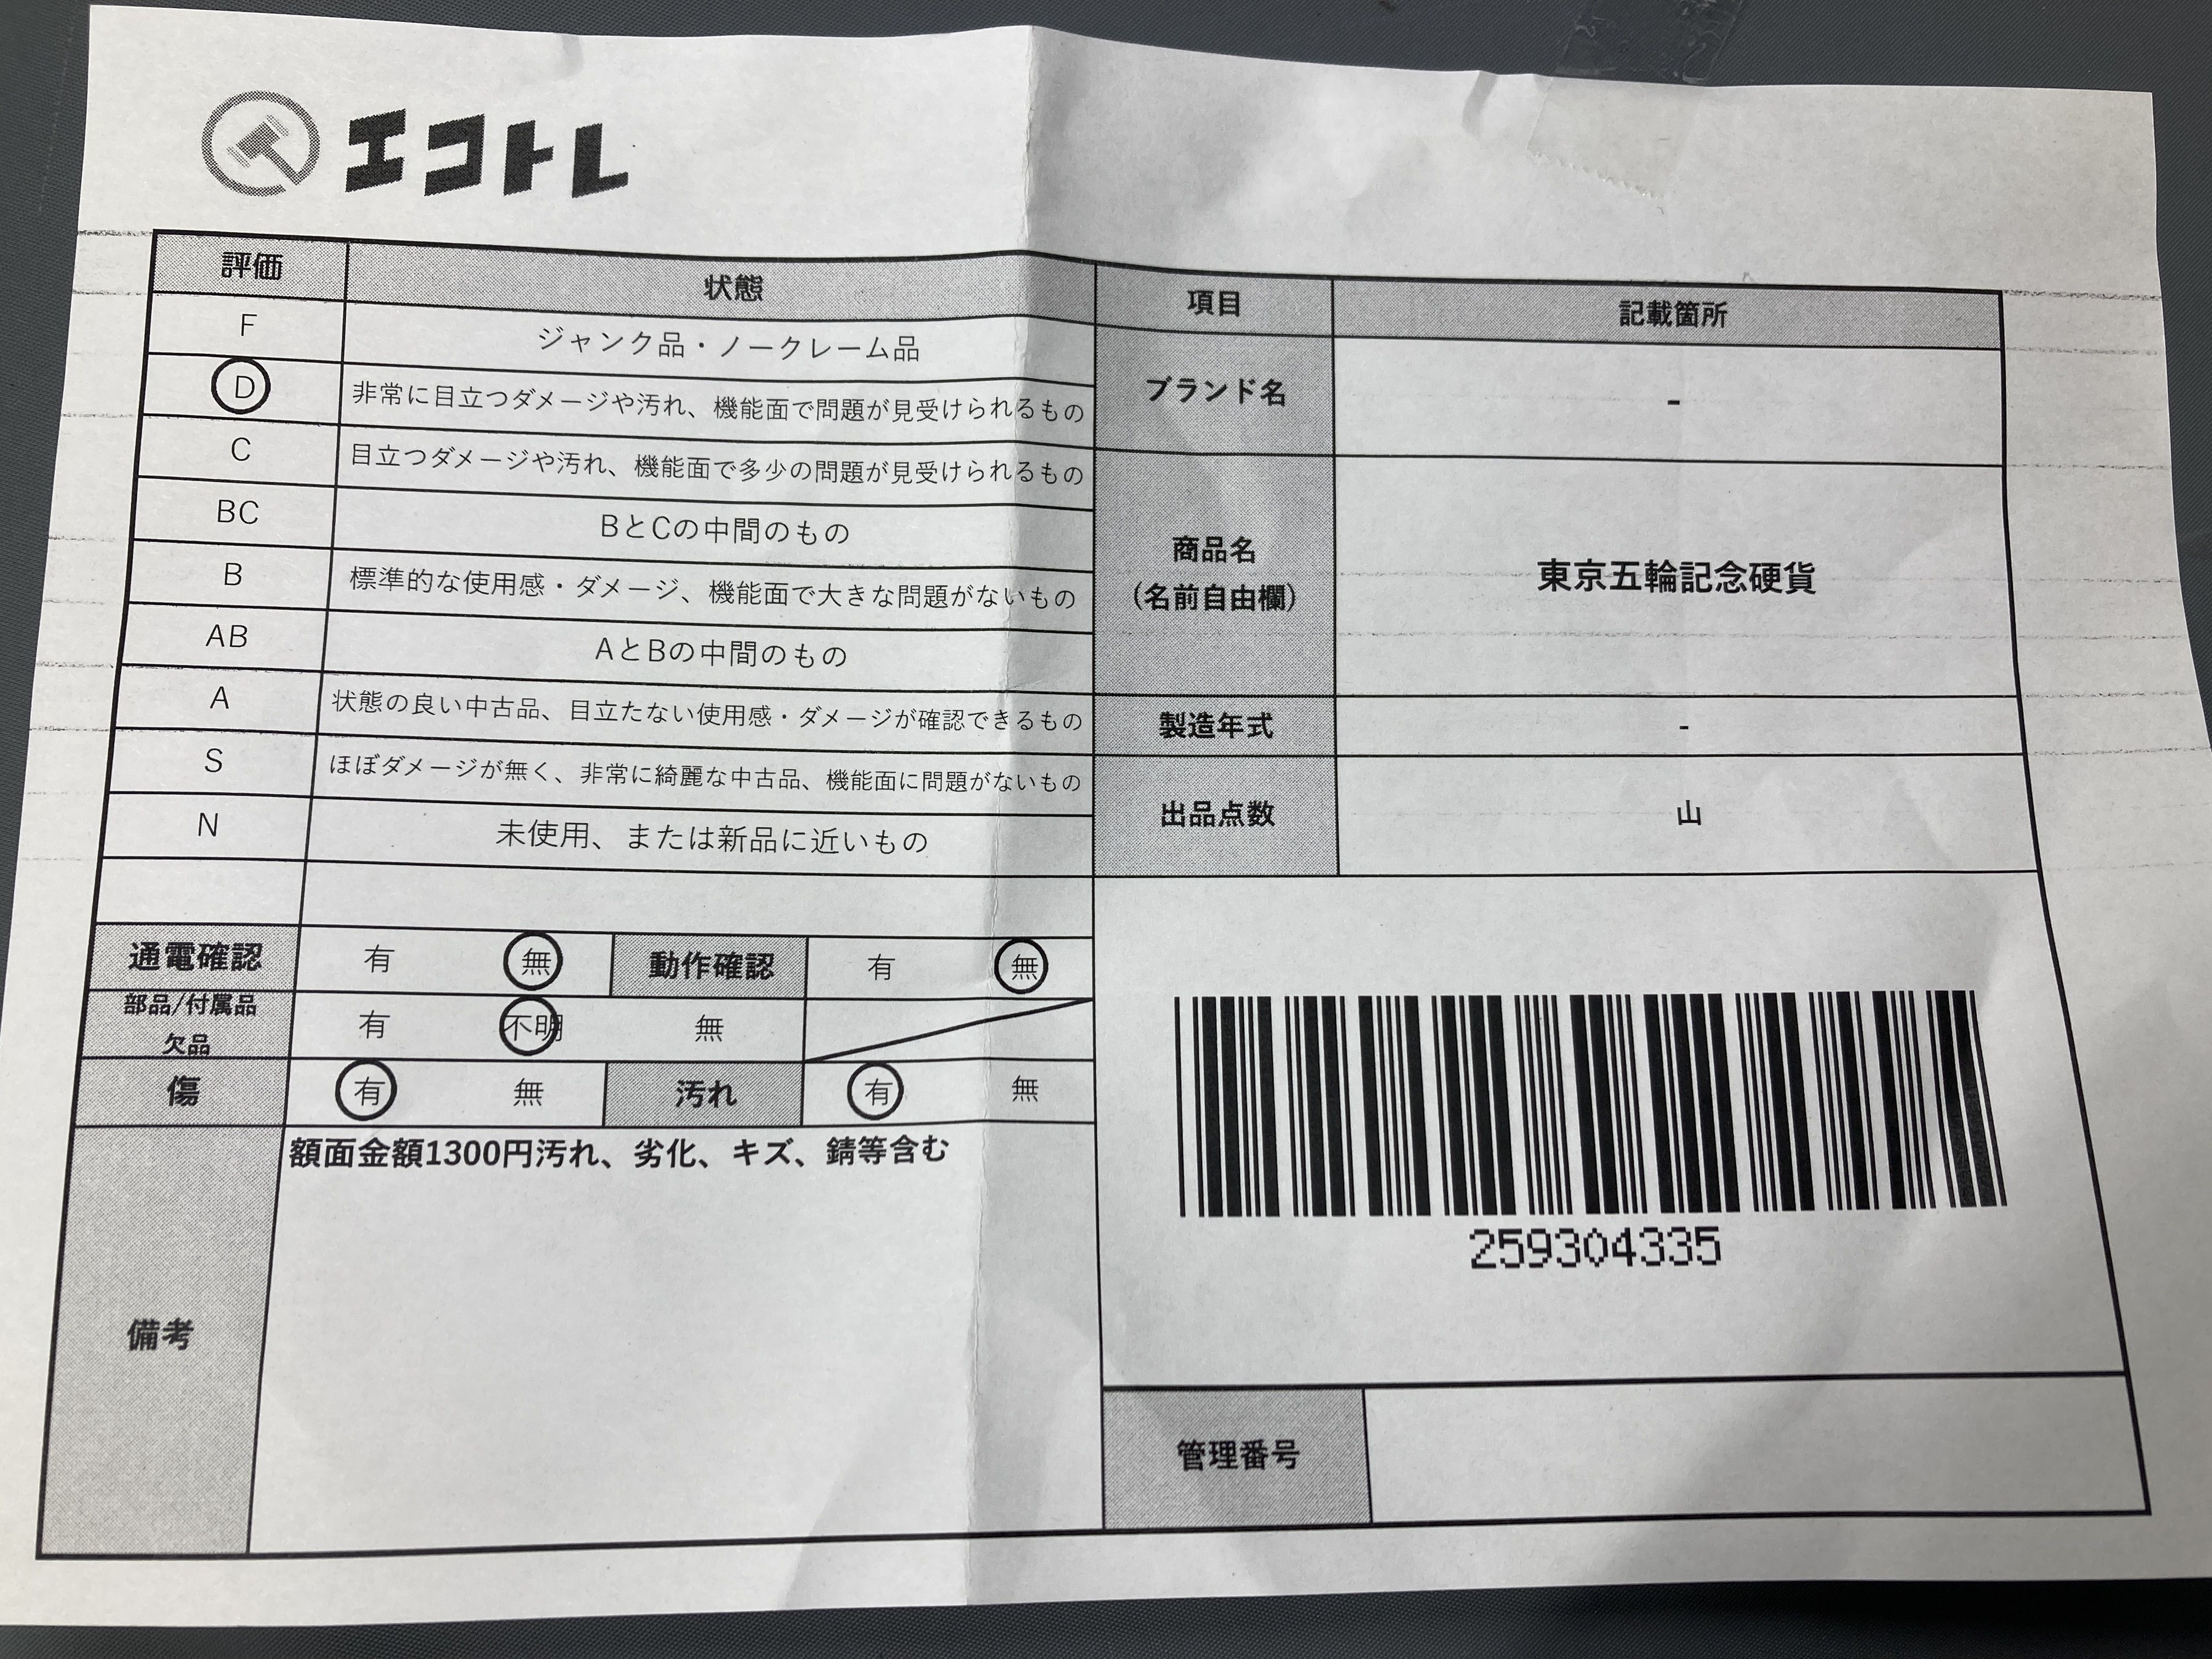 エコトレ
評価 状態
F ジャンク品・ノークレーム品
D 非常に目立つダメージや汚れ、機能面で問題が見受けられるもの
C 目立つダメージや汚れ、機能面で多少の問題が見受けられるもの
BC BとCの中間のもの
B 標準的な使用感・ダメージ、機能面で大きな問題がないもの
AB AとBの中間のもの
A 状態の良い中古品、目立たない使用感・ダメージが確認できるもの
S ほぼダメージが無く、非常に綺麗な中古品、機能面に問題がないもの
N 未使用、または新品に近いもの
通電確認 有 無 動作確認 有 無
部品/付属品
欠品 有 不明 無
傷 有 無 汚れ 有 無
備考 額面金額1300円汚れ、劣化、キズ、錆等含む
項目 記載箇所
ブランド名 -
商品名
（名前自由欄） 東京五輪記念硬貨
製造年式 -
出品点数 山
259304335
管理番号